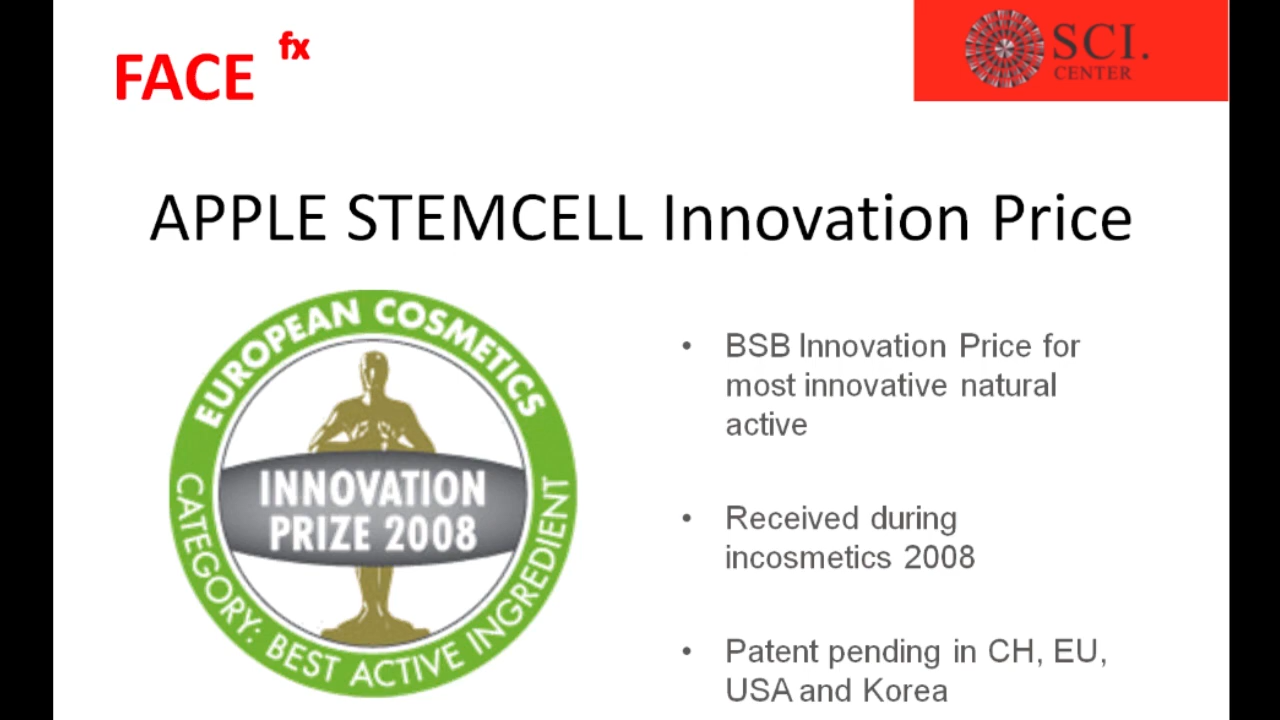 FACE fx
SCI.
CENTER
APPLE STEMCELL Innovation Price
EUROPEAN COSMETICS
INNOVATION
PRIZE 2008
CATEGORY: BEST ACTIVE INGREDIENT
• BSB Innovation Price for
most innovative natural
active
• Received during
incosmetics 2008
• Patent pending in CH, EU,
USA and Korea